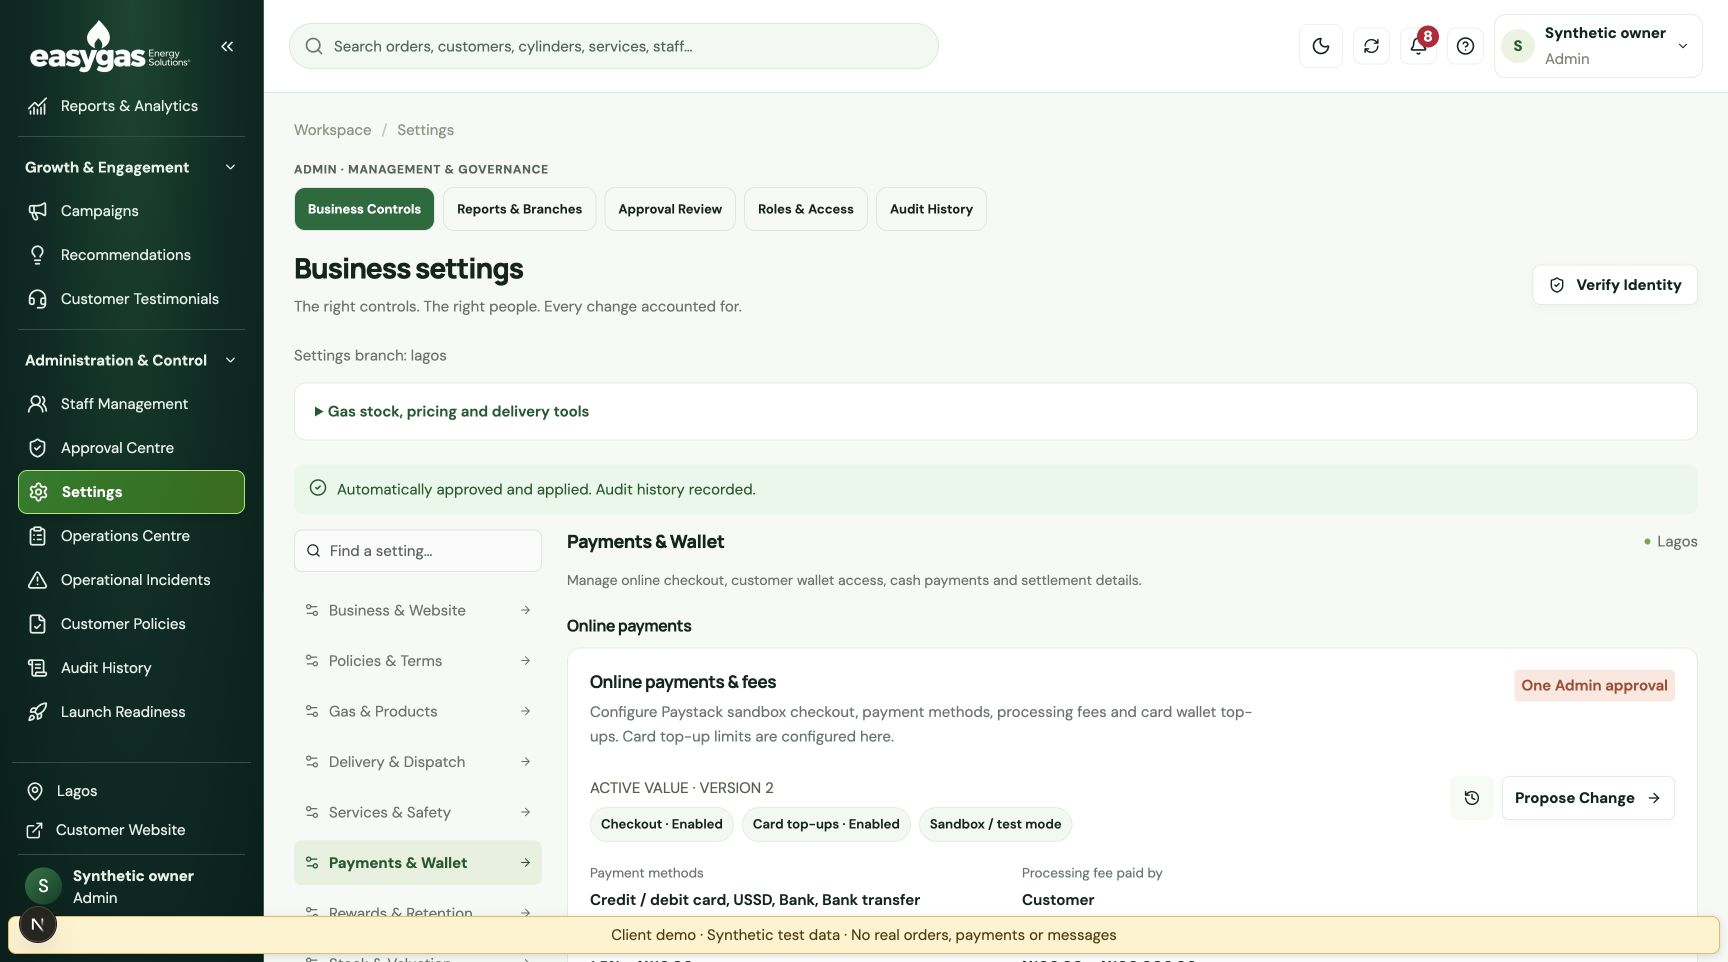 easygas Energy Solutions
Reports & Analytics
Growth & Engagement
Campaigns
Recommendations
Customer Testimonials
Administration & Control
Staff Management
Approval Centre
Settings
Operations Centre
Operational Incidents
Customer Policies
Audit History
Launch Readiness
Lagos
Customer Website
S
Synthetic owner
Admin
N
Search orders, customers, cylinders, services, staff...
8
S
Synthetic owner
Admin
Workspace / Settings
ADMIN · MANAGEMENT & GOVERNANCE
Business Controls
Reports & Branches
Approval Review
Roles & Access
Audit History
Business settings
The right controls. The right people. Every change accounted for.
Verify Identity
Settings branch: lagos
Gas stock, pricing and delivery tools
Automatically approved and applied. Audit history recorded.
Find a setting...
Business & Website
Policies & Terms
Gas & Products
Delivery & Dispatch
Services & Safety
Payments & Wallet
Rewards & Retention
Payments & Wallet
Lagos
Manage online checkout, customer wallet access, cash payments and settlement details.
Online payments
Online payments & fees
One Admin approval
Configure Paystack sandbox checkout, payment methods, processing fees and card wallet top-
ups. Card top-up limits are configured here.
ACTIVE VALUE · VERSION 2
Propose Change
Checkout · Enabled
Card top-ups · Enabled
Sandbox / test mode
Payment methods
Credit / debit card, USSD, Bank, Bank transfer
Processing fee paid by
Customer
Client demo · Synthetic test data · No real orders, payments or messages